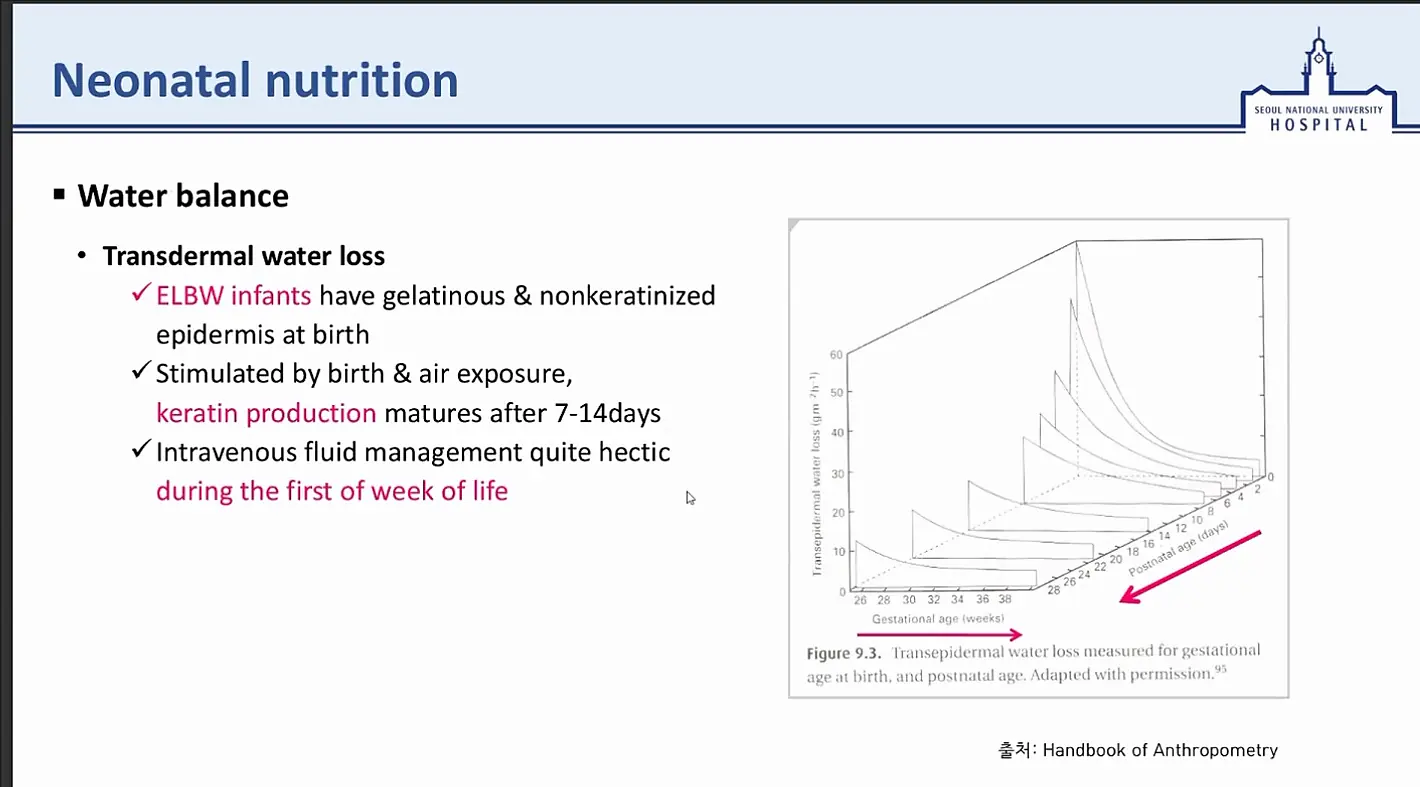 Neonatal nutrition
SEOUL NATIONAL UNIVERSITY
HOSPITAL
▪ Water balance
• Transdermal water loss
✓ELBW infants have gelatinous & nonkeratinized
epidermis at birth
✓Stimulated by birth & air exposure,
keratin production matures after 7-14days
✓Intravenous fluid management quite hectic
during the first of week of life
Transepidermal water loss (gm⁻²h⁻¹)
60
50
40
30
20
10
0
26 28 30 32 34 36 38
Gestational age (weeks)
28 26 24 22 20 18 16 14 12 10 8 6 4 2 0
Postnatal age (days)
Figure 9.3. Transepidermal water loss measured for gestational
age at birth, and postnatal age. Adapted with permission.⁹⁵
출처: Handbook of Anthropometry